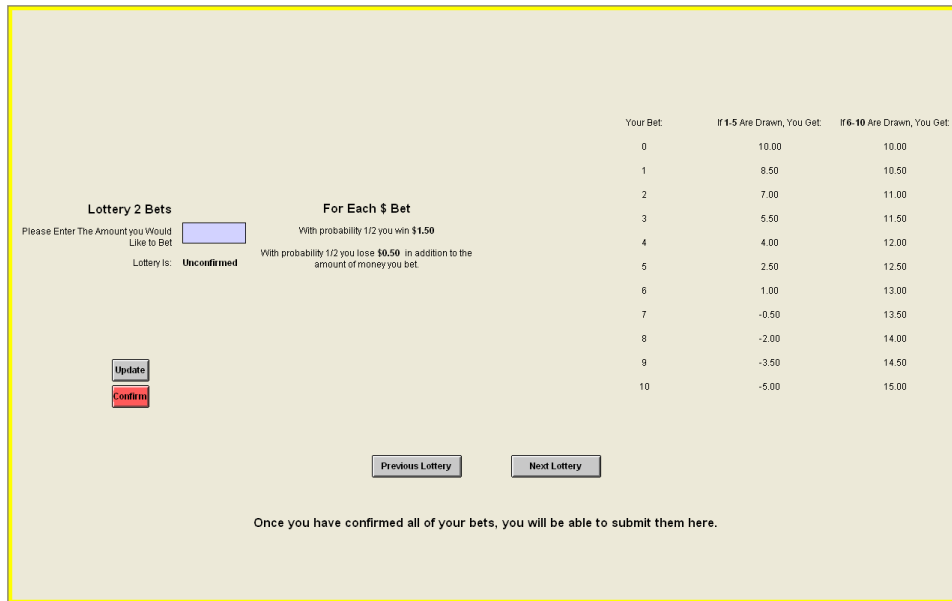 Your Bet: If 1-5 Are Drawn, You Get: If 6-10 Are Drawn, You Get:
0 10.00 10.00
1 8.50 10.50
2 7.00 11.00
3 5.50 11.50
4 4.00 12.00
5 2.50 12.50
6 1.00 13.00
7 -0.50 13.50
8 -2.00 14.00
9 -3.50 14.50
10 -5.00 15.00
Lottery 2 Bets
Please Enter The Amount you Would
Like to Bet
Lottery Is: Unconfirmed
For Each $ Bet
With probability 1/2 you win $1.50
With probability 1/2 you lose $0.50 in addition to the
amount of money you bet.
Update
Confirm
Previous Lottery Next Lottery
Once you have confirmed all of your bets, you will be able to submit them here.